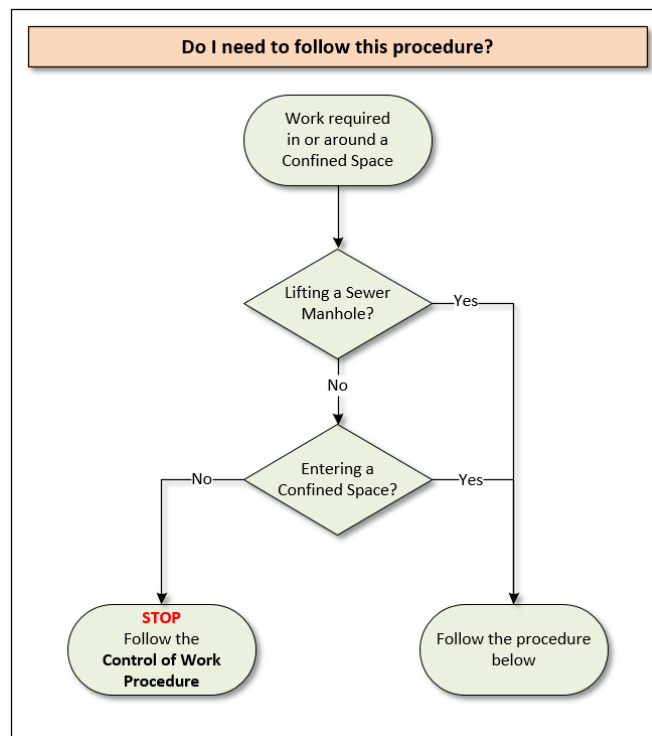 Do I need to follow this procedure?
Work required
in or around a
Confined Space
Lifting a Sewer
Manhole?
Yes
No
Entering a
Confined Space?
No
Yes
STOP
Follow the
Control of Work
Procedure
Follow the procedure
below